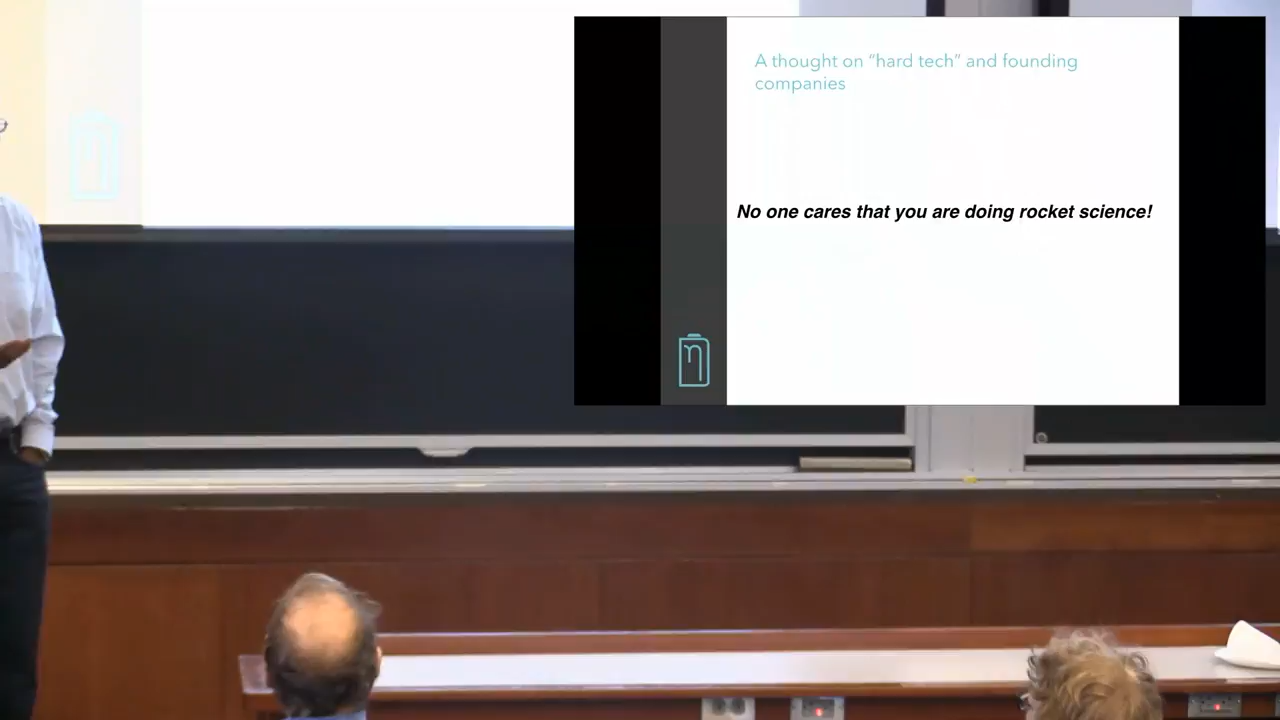 A thought on “hard tech” and founding
companies
No one cares that you are doing rocket science!
η